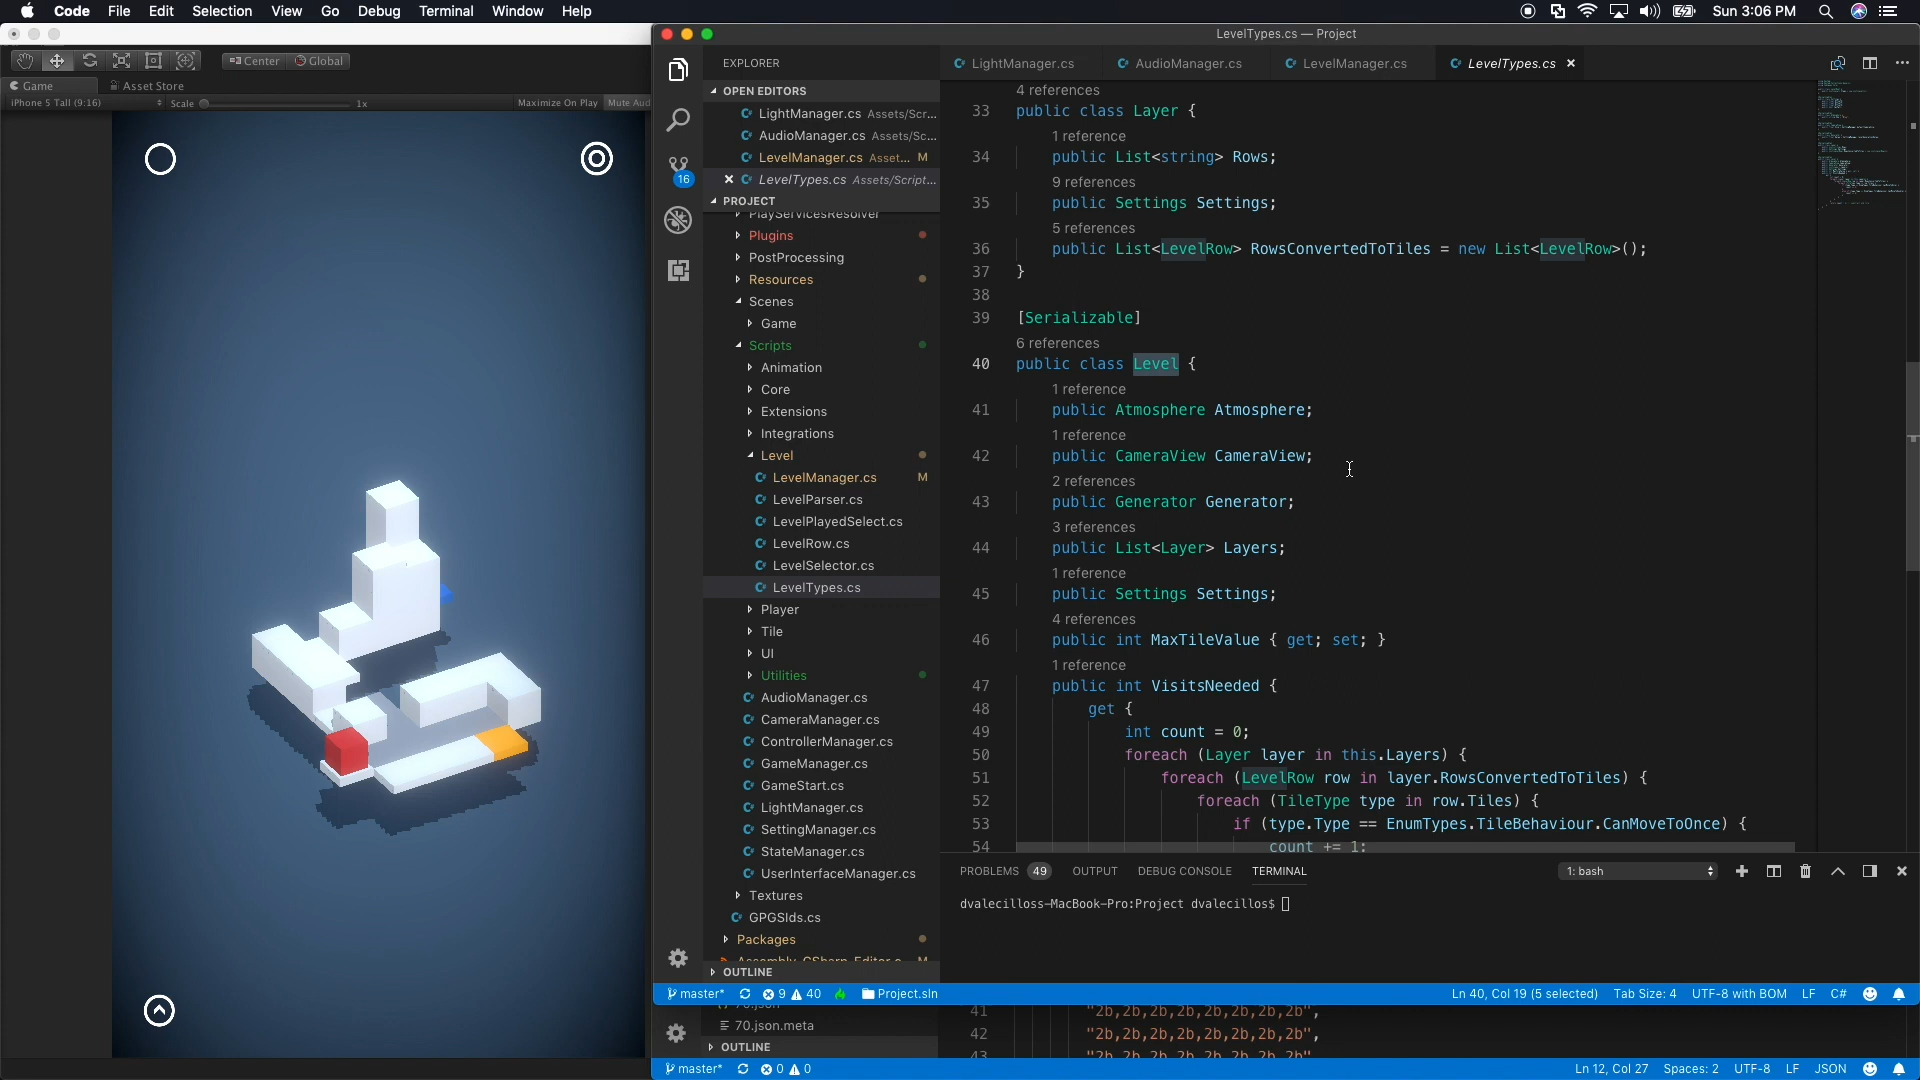 Code File Edit Selection View Go Debug Terminal Window Help
Sun 3:06 PM
Center Global
Game Asset Store
iPhone 5 Tall (9:16) Scale 1x Maximize On Play Mute Aud
LevelTypes.cs — Project
EXPLORER
OPEN EDITORS
LightManager.cs Assets/Scr...
AudioManager.cs Assets/Sc...
LevelManager.cs Asset... M
LevelTypes.cs Assets/Script...
16
PROJECT
PlayServicesResolver
Plugins
PostProcessing
Resources
Scenes
Game
Scripts
Animation
Core
Extensions
Integrations
Level
LevelManager.cs M
LevelParser.cs
LevelPlayedSelect.cs
LevelRow.cs
LevelSelector.cs
LevelTypes.cs
Player
Tile
UI
Utilities
AudioManager.cs
CameraManager.cs
ControllerManager.cs
GameManager.cs
GameStart.cs
LightManager.cs
SettingManager.cs
StateManager.cs
UserInterfaceManager.cs
Textures
GPGSIds.cs
Packages
Assembly-CSharp-Editor.c... M
OUTLINE
LightManager.cs AudioManager.cs LevelManager.cs LevelTypes.cs
4 references
33 public class Layer {
1 reference
34 public List<string> Rows;
9 references
35 public Settings Settings;
5 references
36 public List<LevelRow> RowsConvertedToTiles = new List<LevelRow>();
37 }
38
39 [Serializable]
6 references
40 public class Level {
1 reference
41 public Atmosphere Atmosphere;
1 reference
42 public CameraView CameraView;
2 references
43 public Generator Generator;
3 references
44 public List<Layer> Layers;
1 reference
45 public Settings Settings;
4 references
46 public int MaxTileValue { get; set; }
1 reference
47 public int VisitsNeeded {
48 get {
49 int count = 0;
50 foreach (Layer layer in this.Layers) {
51 foreach (LevelRow row in layer.RowsConvertedToTiles) {
52 foreach (TileType type in row.Tiles) {
53 if (type.Type == EnumTypes.TileBehaviour.CanMoveToOnce) {
54 count += 1;
PROBLEMS 49 OUTPUT DEBUG CONSOLE TERMINAL 1: bash
dvalecilloss-MacBook-Pro:Project dvalecillos$
master* 9 40 Project.sln Ln 40, Col 19 (5 selected) Tab Size: 4 UTF-8 with BOM LF C#
70.json
70.json.meta
OUTLINE
41 "2b,2b,2b,2b,2b,2b,2b",
42 "2b,2b,2b,2b,2b,2b,2b",
43 "2b,2b,2b,2b,2b,2b,2b",
master* 0 0 Ln 12, Col 27 Spaces: 2 UTF-8 LF JSON